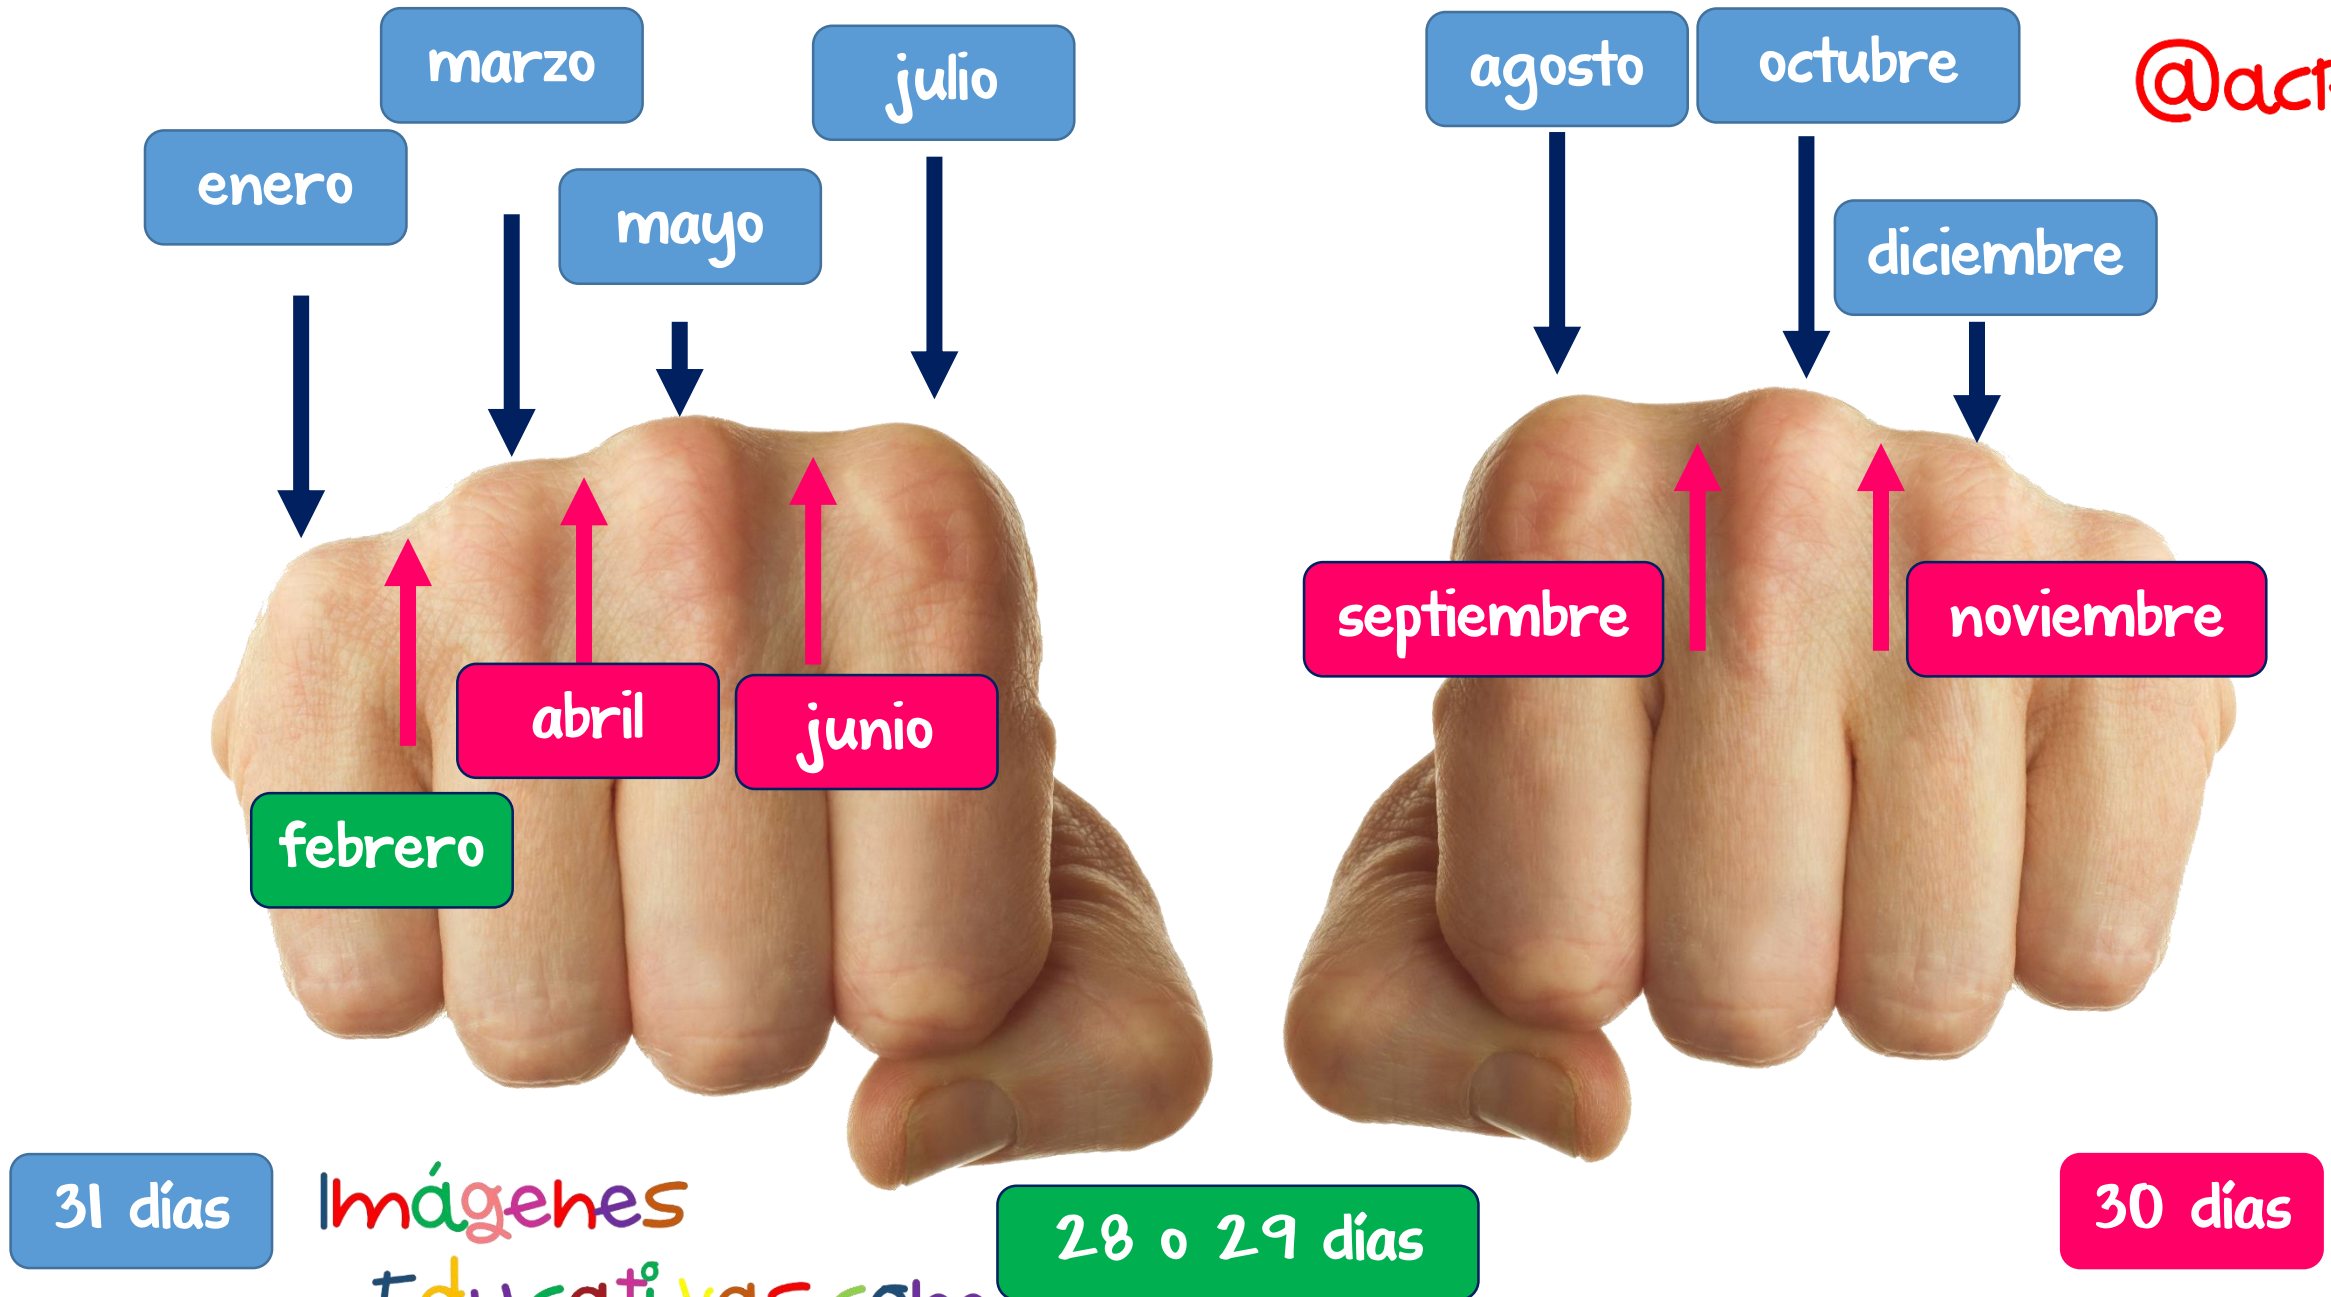 marzo
julio
agosto
octubre
enero
mayo
diciembre
septiembre
noviembre
abril
junio
febrero
31 días
Imágenes
28 o 29 días
30 días